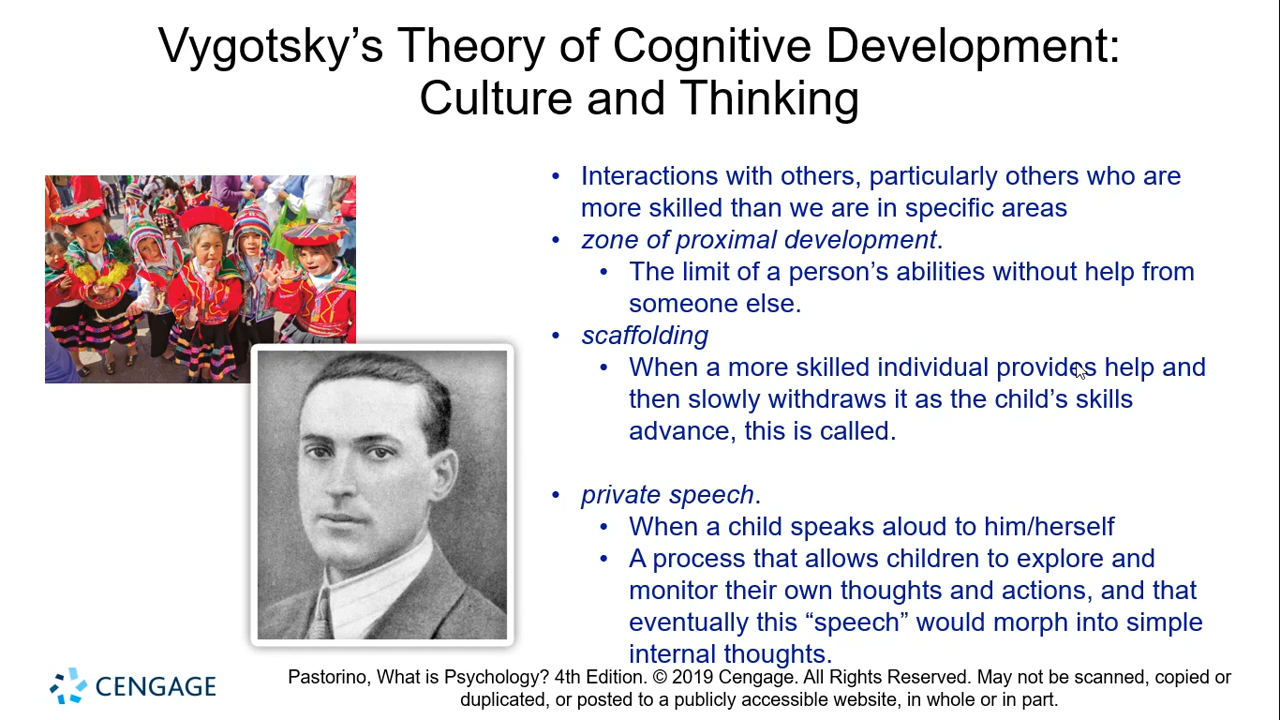 Vygotsky’s Theory of Cognitive Development:
Culture and Thinking
• Interactions with others, particularly others who are
more skilled than we are in specific areas
• zone of proximal development.
• The limit of a person’s abilities without help from
someone else.
• scaffolding
• When a more skilled individual provides help and
then slowly withdraws it as the child’s skills
advance, this is called.
• private speech.
• When a child speaks aloud to him/herself
• A process that allows children to explore and
monitor their own thoughts and actions, and that
eventually this “speech” would morph into simple
internal thoughts.
CENGAGE
Pastorino, What is Psychology? 4th Edition. © 2019 Cengage. All Rights Reserved. May not be scanned, copied or
duplicated, or posted to a publicly accessible website, in whole or in part.